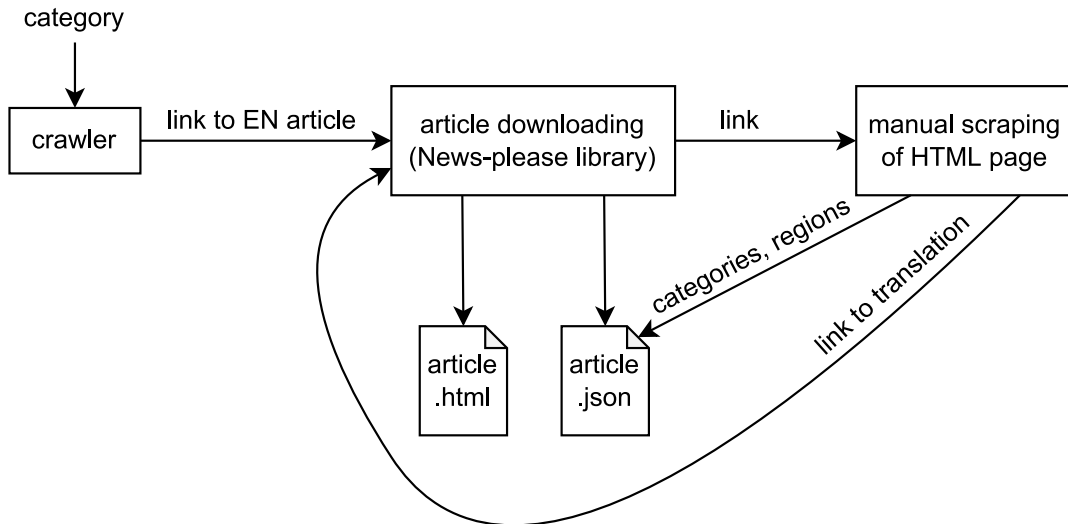 category
crawler
link to EN article
article downloading
(News-please library)
link
manual scraping
of HTML page
categories, regions
link to translation
article
.html
article
.json